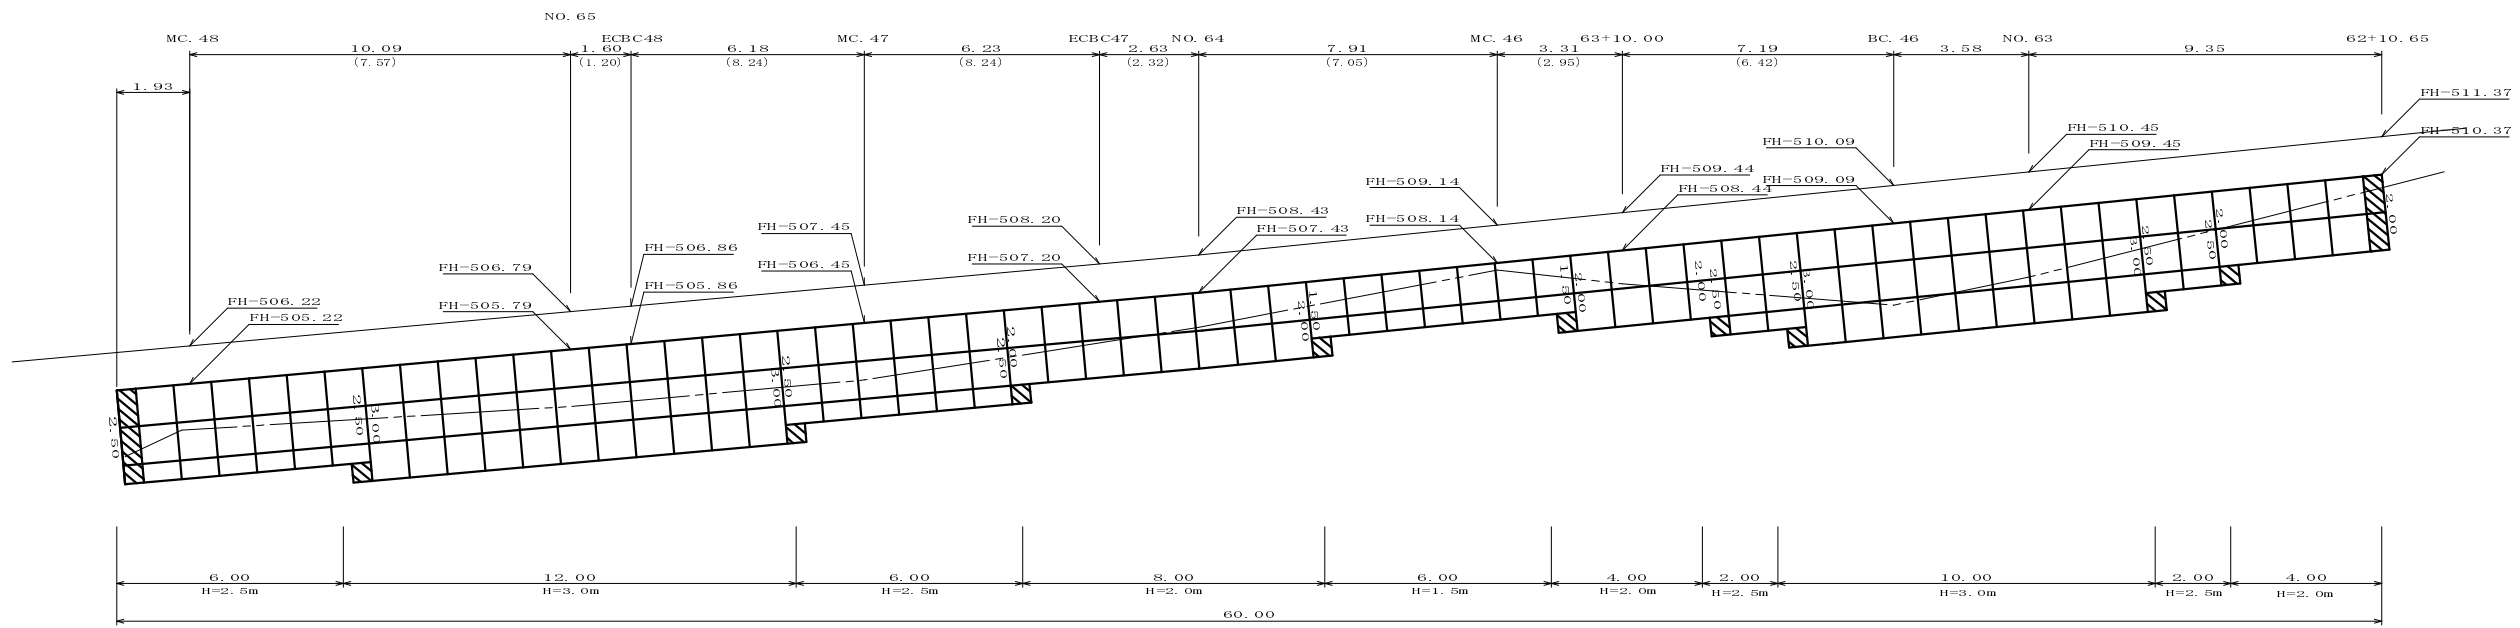 NO. 65
MC. 48
ECBC48
MC. 47
ECBC47
NO. 64
MC. 46
63+10.00
BC. 46
NO. 63
62+10.65
10.09
1.60
6.18
6.23
2.63
7.91
3.31
7.19
3.58
9.35
(7.57)
(1.20)
(8.24)
(8.24)
(2.32)
(7.05)
(2.95)
(6.42)
1.93
FH-511.37
FH-510.37
FH-510.45
FH-509.45
FH-510.09
FH-509.09
FH-509.44
FH-508.44
FH-509.14
FH-508.14
FH-508.43
FH-507.43
FH-508.20
FH-507.20
FH-507.45
FH-506.45
FH-506.86
FH-505.86
FH-506.79
FH-505.79
FH-506.22
FH-505.22
2.50
2.50
3.00
3.00
2.50
2.50
2.00
2.00
1.50
1.50
2.00
2.00
2.50
2.50
3.00
3.00
2.50
2.50
2.00
2.00
6.00
12.00
6.00
8.00
6.00
4.00
2.00
10.00
2.00
4.00
H=2.5m
H=3.0m
H=2.5m
H=2.0m
H=1.5m
H=2.0m
H=2.5m
H=3.0m
H=2.5m
H=2.0m
60.00